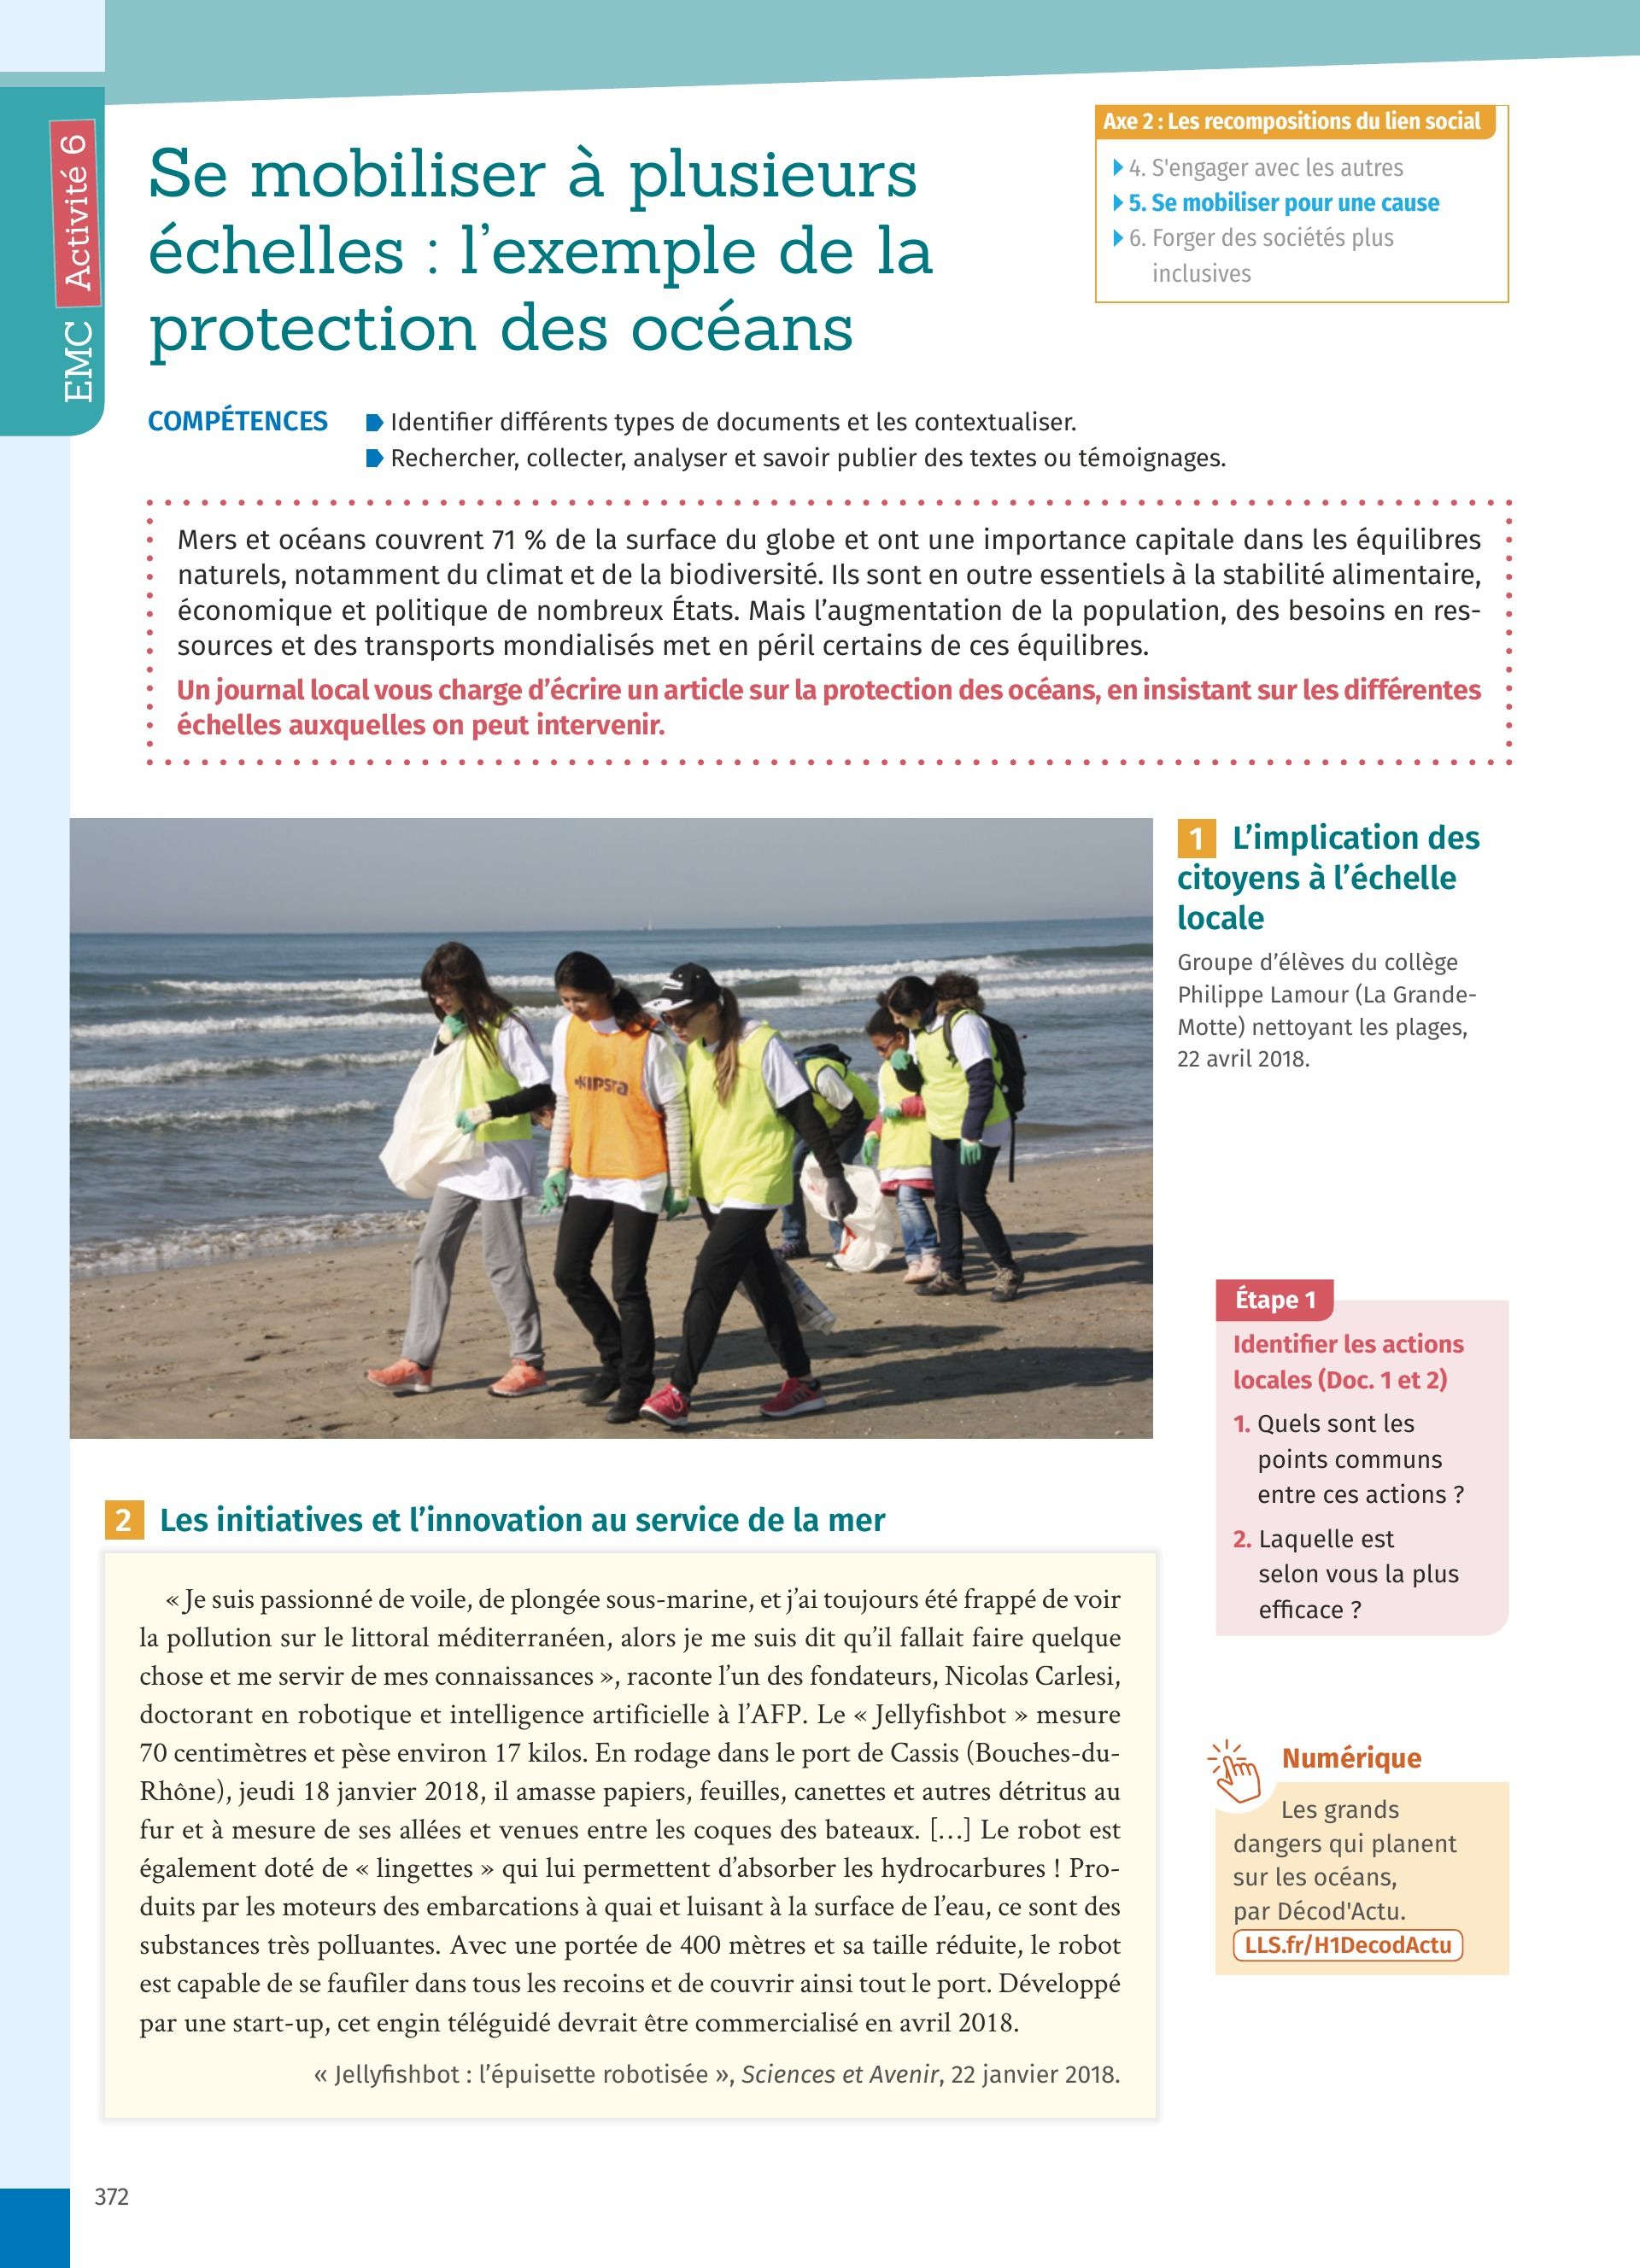 EMC Activité 6
Se mobiliser à plusieurs
échelles : l’exemple de la
protection des océans
Axe 2 : Les recompositions du lien social
4. S'engager avec les autres
5. Se mobiliser pour une cause
6. Forger des sociétés plus
inclusives
COMPÉTENCES
Identifier différents types de documents et les contextualiser.
Rechercher, collecter, analyser et savoir publier des textes ou témoignages.
Mers et océans couvrent 71 % de la surface du globe et ont une importance capitale dans les équilibres
naturels, notamment du climat et de la biodiversité. Ils sont en outre essentiels à la stabilité alimentaire,
économique et politique de nombreux États. Mais l’augmentation de la population, des besoins en res-
sources et des transports mondialisés met en péril certains de ces équilibres.
Un journal local vous charge d’écrire un article sur la protection des océans, en insistant sur les différentes
échelles auxquelles on peut intervenir.
KIPSTA
1 L’implication des
citoyens à l’échelle
locale
Groupe d’élèves du collège
Philippe Lamour (La Grande-
Motte) nettoyant les plages,
22 avril 2018.
Étape 1
Identifier les actions
locales (Doc. 1 et 2)
1. Quels sont les
points communs
entre ces actions ?
2. Laquelle est
selon vous la plus
efficace ?
2 Les initiatives et l’innovation au service de la mer
« Je suis passionné de voile, de plongée sous-marine, et j’ai toujours été frappé de voir
la pollution sur le littoral méditerranéen, alors je me suis dit qu’il fallait faire quelque
chose et me servir de mes connaissances », raconte l’un des fondateurs, Nicolas Carlesi,
doctorant en robotique et intelligence artificielle à l’AFP. Le « Jellyfishbot » mesure
70 centimètres et pèse environ 17 kilos. En rodage dans le port de Cassis (Bouches-du-
Rhône), jeudi 18 janvier 2018, il amasse papiers, feuilles, canettes et autres détritus au
fur et à mesure de ses allées et venues entre les coques des bateaux. […] Le robot est
également doté de « lingettes » qui lui permettent d’absorber les hydrocarbures ! Pro-
duits par les moteurs des embarcations à quai et luisant à la surface de l’eau, ce sont des
substances très polluantes. Avec une portée de 400 mètres et sa taille réduite, le robot
est capable de se faufiler dans tous les recoins et de couvrir ainsi tout le port. Développé
par une start-up, cet engin téléguidé devrait être commercialisé en avril 2018.
« Jellyfishbot : l’épuisette robotisée », Sciences et Avenir, 22 janvier 2018.
Numérique
Les grands
dangers qui planent
sur les océans,
par Décod'Actu.
LLS.fr/H1DecodActu
372